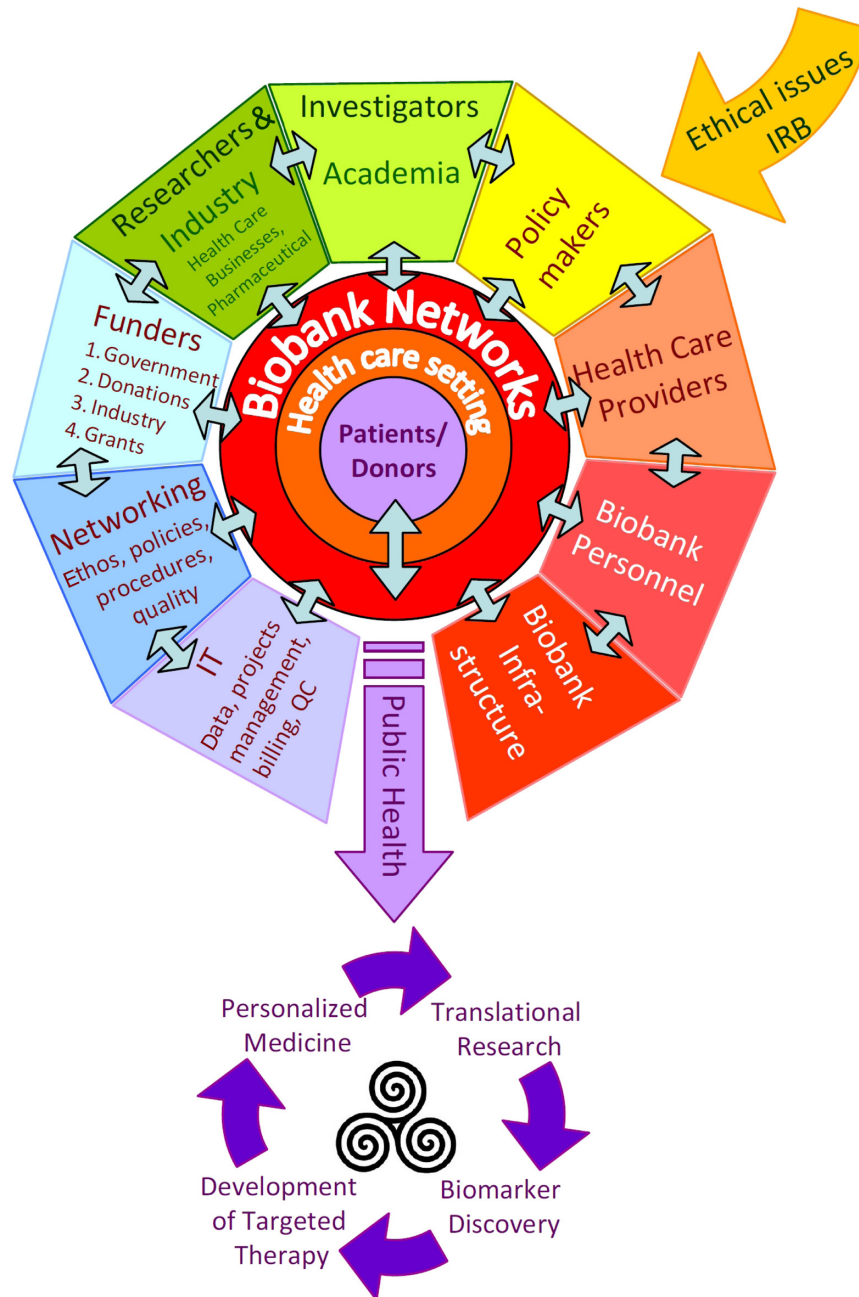 Ethical issues
IRB
Investigators
Academia
Researchers &
Industry
Health Care
Businesses,
Pharmaceutical
Policy
makers
Funders
1. Government
2. Donations
3. Industry
4. Grants
Health Care
Providers
Biobank Networks
Health care setting
Patients/
Donors
Networking
Ethos, policies,
procedures,
quality
Biobank
Personnel
IT
Data, projects
management,
billing, QC
Biobank
Infra-
structure
Public Health
Personalized
Medicine
Translational
Research
Development
of Targeted
Therapy
Biomarker
Discovery